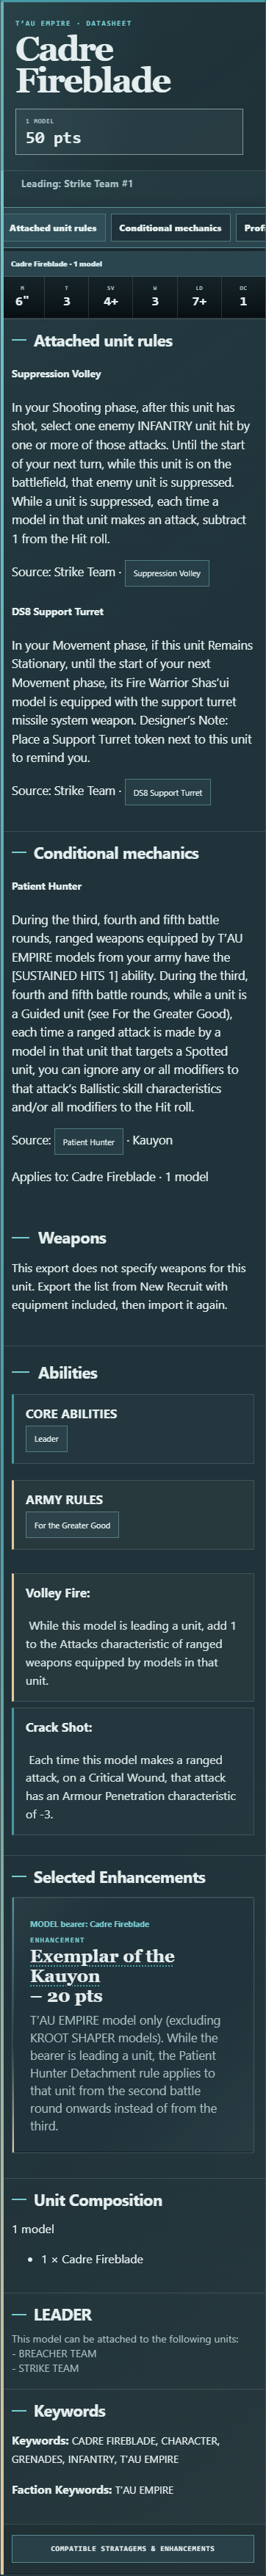 T'AU EMPIRE · DATASHEET
Cadre
Fireblade
1 MODEL
50 pts
Leading: Strike Team #1
Attached unit rules
Conditional mechanics
Prof
Cadre Fireblade · 1 model
M T SV W LD OC
6" 3 4+ 3 7+ 1
Attached unit rules
Suppression Volley
In your Shooting phase, after this unit has
shot, select one enemy INFANTRY unit hit by
one or more of those attacks. Until the start
of your next turn, while this unit is on the
battlefield, that enemy unit is suppressed.
While a unit is suppressed, each time a
model in that unit makes an attack, subtract
1 from the Hit roll.
Source: Strike Team · Suppression Volley
DS8 Support Turret
In your Movement phase, if this unit Remains
Stationary, until the start of your next
Movement phase, its Fire Warrior Shas'ui
model is equipped with the support turret
missile system weapon. Designer's Note:
Place a Support Turret token next to this unit
to remind you.
Source: Strike Team · DS8 Support Turret
Conditional mechanics
Patient Hunter
During the third, fourth and fifth battle
rounds, ranged weapons equipped by T'AU
EMPIRE models from your army have the
[SUSTAINED HITS 1] ability. During the third,
fourth and fifth battle rounds, while a unit is
a Guided unit (see For the Greater Good),
each time a ranged attack is made by a
model in that unit that targets a Spotted
unit, you can ignore any or all modifiers to
that attack's Ballistic skill characteristics
and/or all modifiers to the Hit roll.
Source: Patient Hunter · Kauyon
Applies to: Cadre Fireblade · 1 model
Weapons
This export does not specify weapons for this
unit. Export the list from New Recruit with
equipment included, then import it again.
Abilities
CORE ABILITIES
Leader
ARMY RULES
For the Greater Good
Volley Fire:
While this model is leading a unit, add 1
to the Attacks characteristic of ranged
weapons equipped by models in that
unit.
Crack Shot:
Each time this model makes a ranged
attack, on a Critical Wound, that attack
has an Armour Penetration characteristic
of -3.
Selected Enhancements
MODEL bearer: Cadre Fireblade
ENHANCEMENT
Exemplar of the
Kauyon
— 20 pts
T'AU EMPIRE model only (excluding
KROOT SHAPER models). While the
bearer is leading a unit, the Patient
Hunter Detachment rule applies to
that unit from the second battle
round onwards instead of from the
third.
Unit Composition
1 model
• 1 × Cadre Fireblade
LEADER
This model can be attached to the following units:
- BREACHER TEAM
- STRIKE TEAM
Keywords
Keywords: CADRE FIREBLADE, CHARACTER,
GRENADES, INFANTRY, T'AU EMPIRE
Faction Keywords: T'AU EMPIRE
COMPATIBLE STRATAGEMS & ENHANCEMENTS